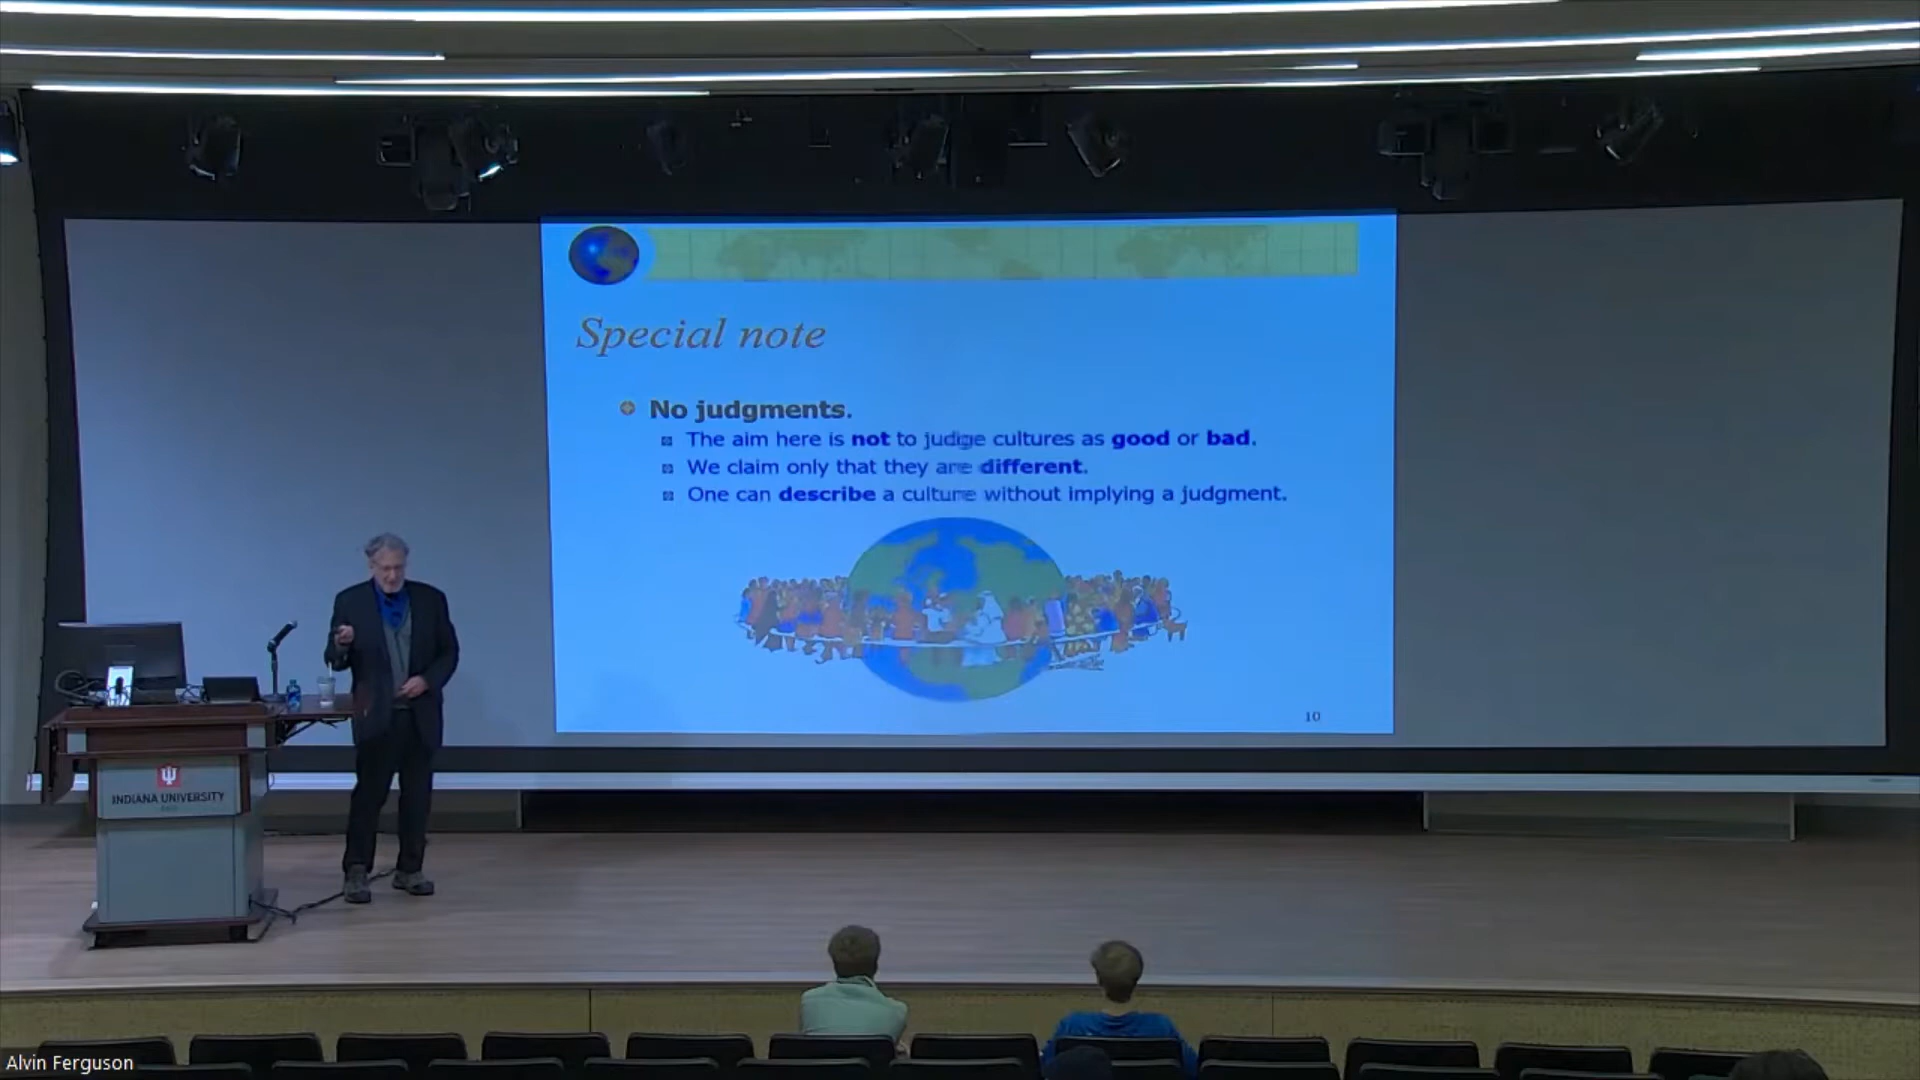 Special note
No judgments.
The aim here is not to judge cultures as good or bad.
We claim only that they are different.
One can describe a culture without implying a judgment.
10
INDIANA UNIVERSITY
Alvin Ferguson